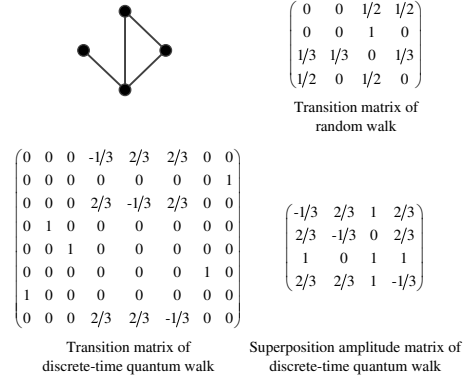 0 0 1/2 1/2
0 0 1 0
1/3 1/3 0 1/3
1/2 0 1/2 0
Transition matrix of
random walk
0 0 0 -1/3 2/3 2/3 0 0
0 0 0 0 0 0 0 1
0 0 0 2/3 -1/3 2/3 0 0
0 1 0 0 0 0 0 0
0 0 1 0 0 0 0 0
0 0 0 0 0 0 1 0
1 0 0 0 0 0 0 0
0 0 0 2/3 2/3 -1/3 0 0
Transition matrix of
discrete-time quantum walk
-1/3 2/3 1 2/3
2/3 -1/3 0 2/3
1 0 1 1
2/3 2/3 1 -1/3
Superposition amplitude matrix of
discrete-time quantum walk